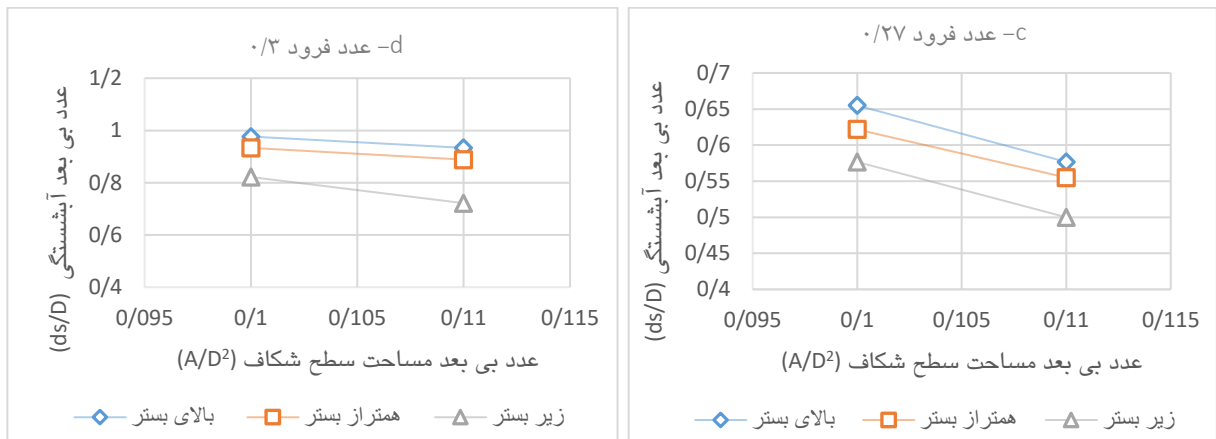 d- عدد فرود ۰/۳
عدد بی بعد آبشستگی (ds/D)
1/2
1
0/8
0/6
0/4
0/095 0/1 0/105 0/11 0/115
عدد بی بعد مساحت سطح شکاف (A/D²)
بالای بستر همتراز بستر زیر بستر
c- عدد فرود ۰/۲۷
عدد بی بعد آبشستگی (ds/D)
0/7
0/65
0/6
0/55
0/5
0/45
0/4
0/095 0/1 0/105 0/11 0/115
عدد بی بعد مساحت سطح شکاف (A/D²)
بالای بستر همتراز بستر زیر بستر